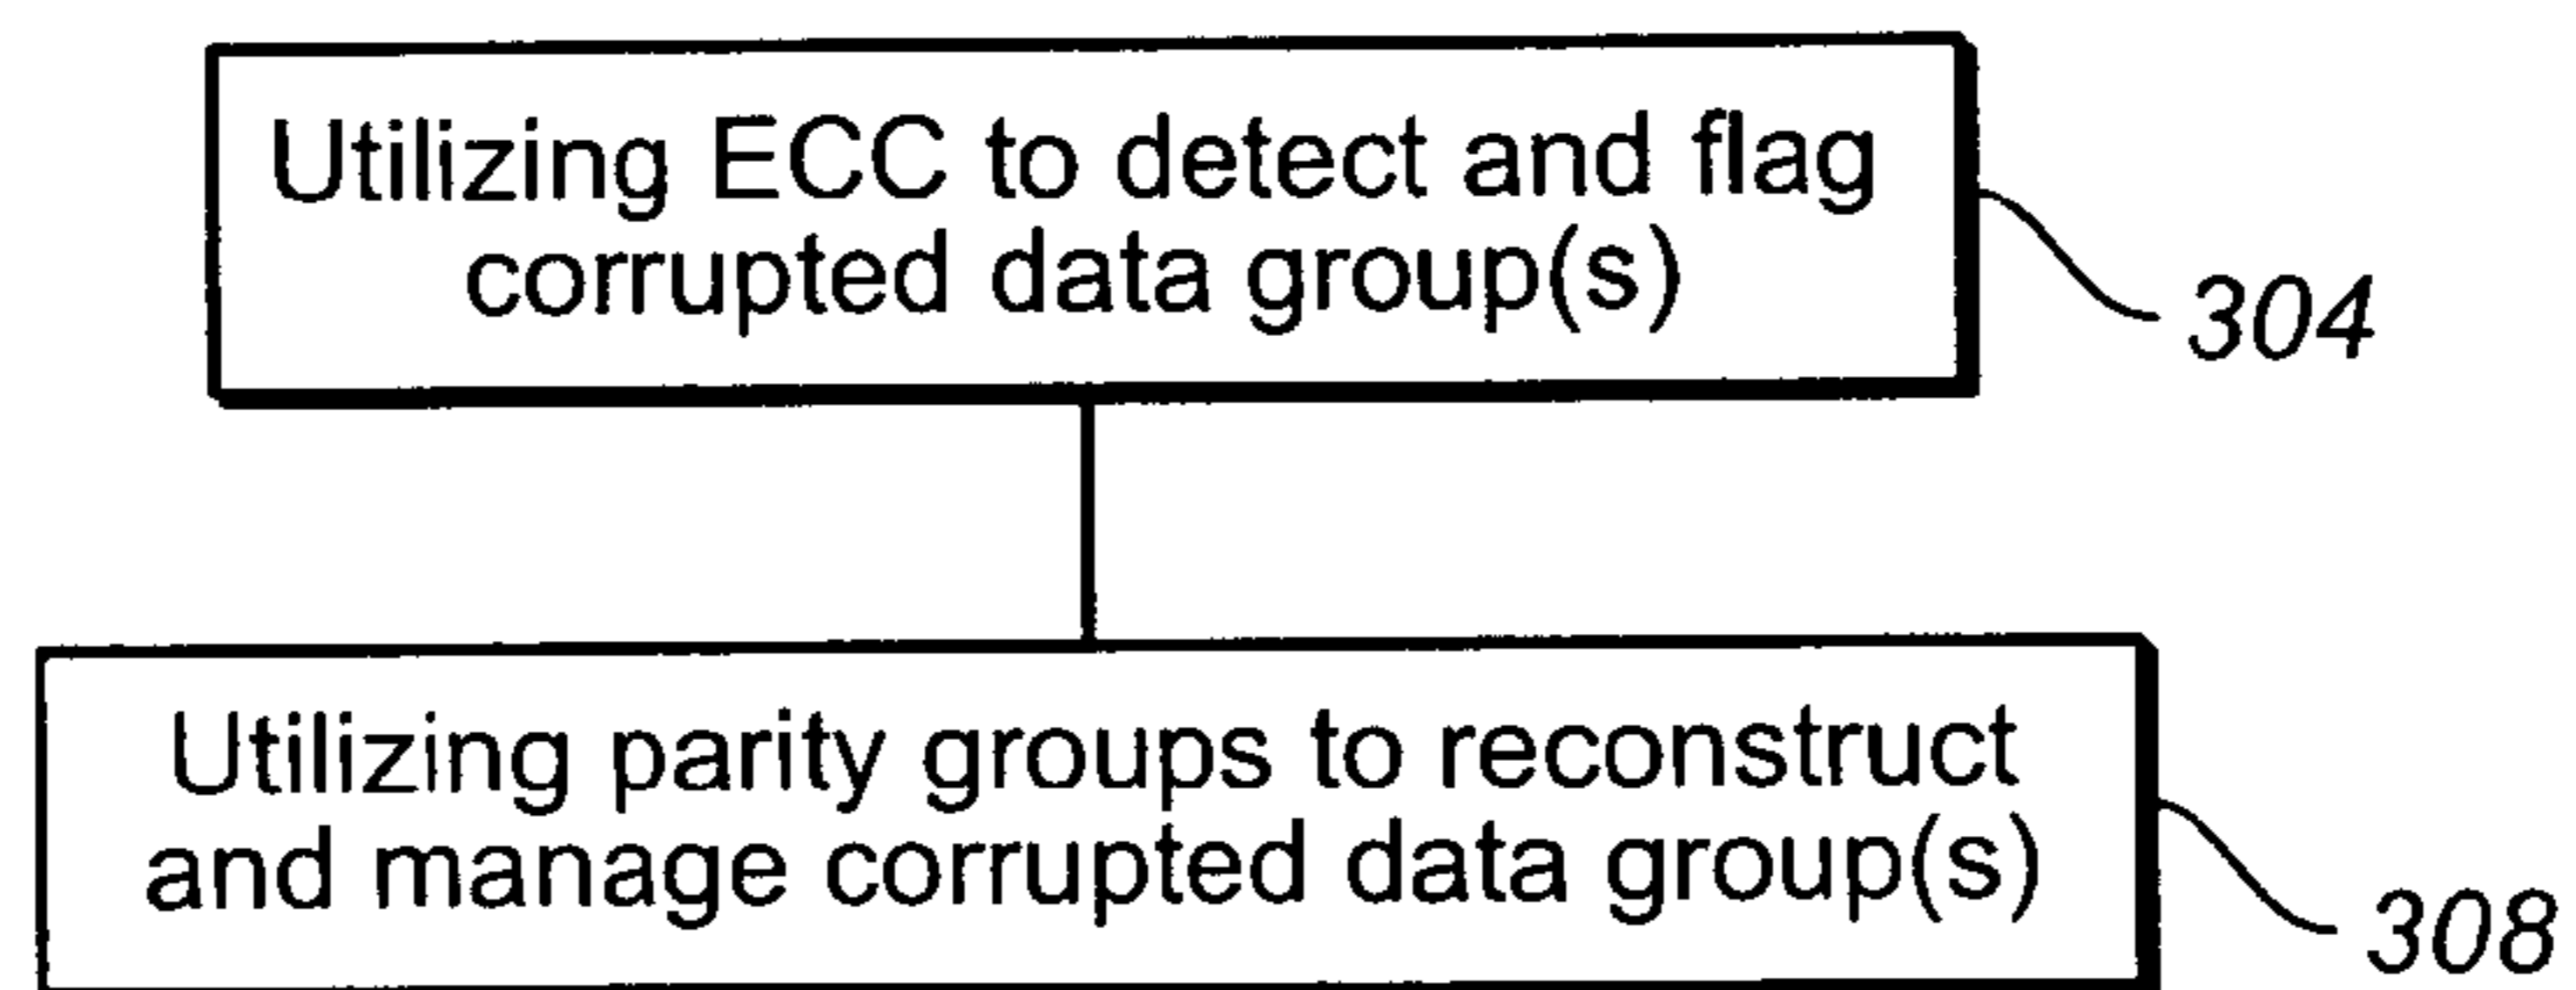 Utilizing ECC to detect and flag
corrupted data group(s)
304
Utilizing parity groups to reconstruct
and manage corrupted data group(s)
308